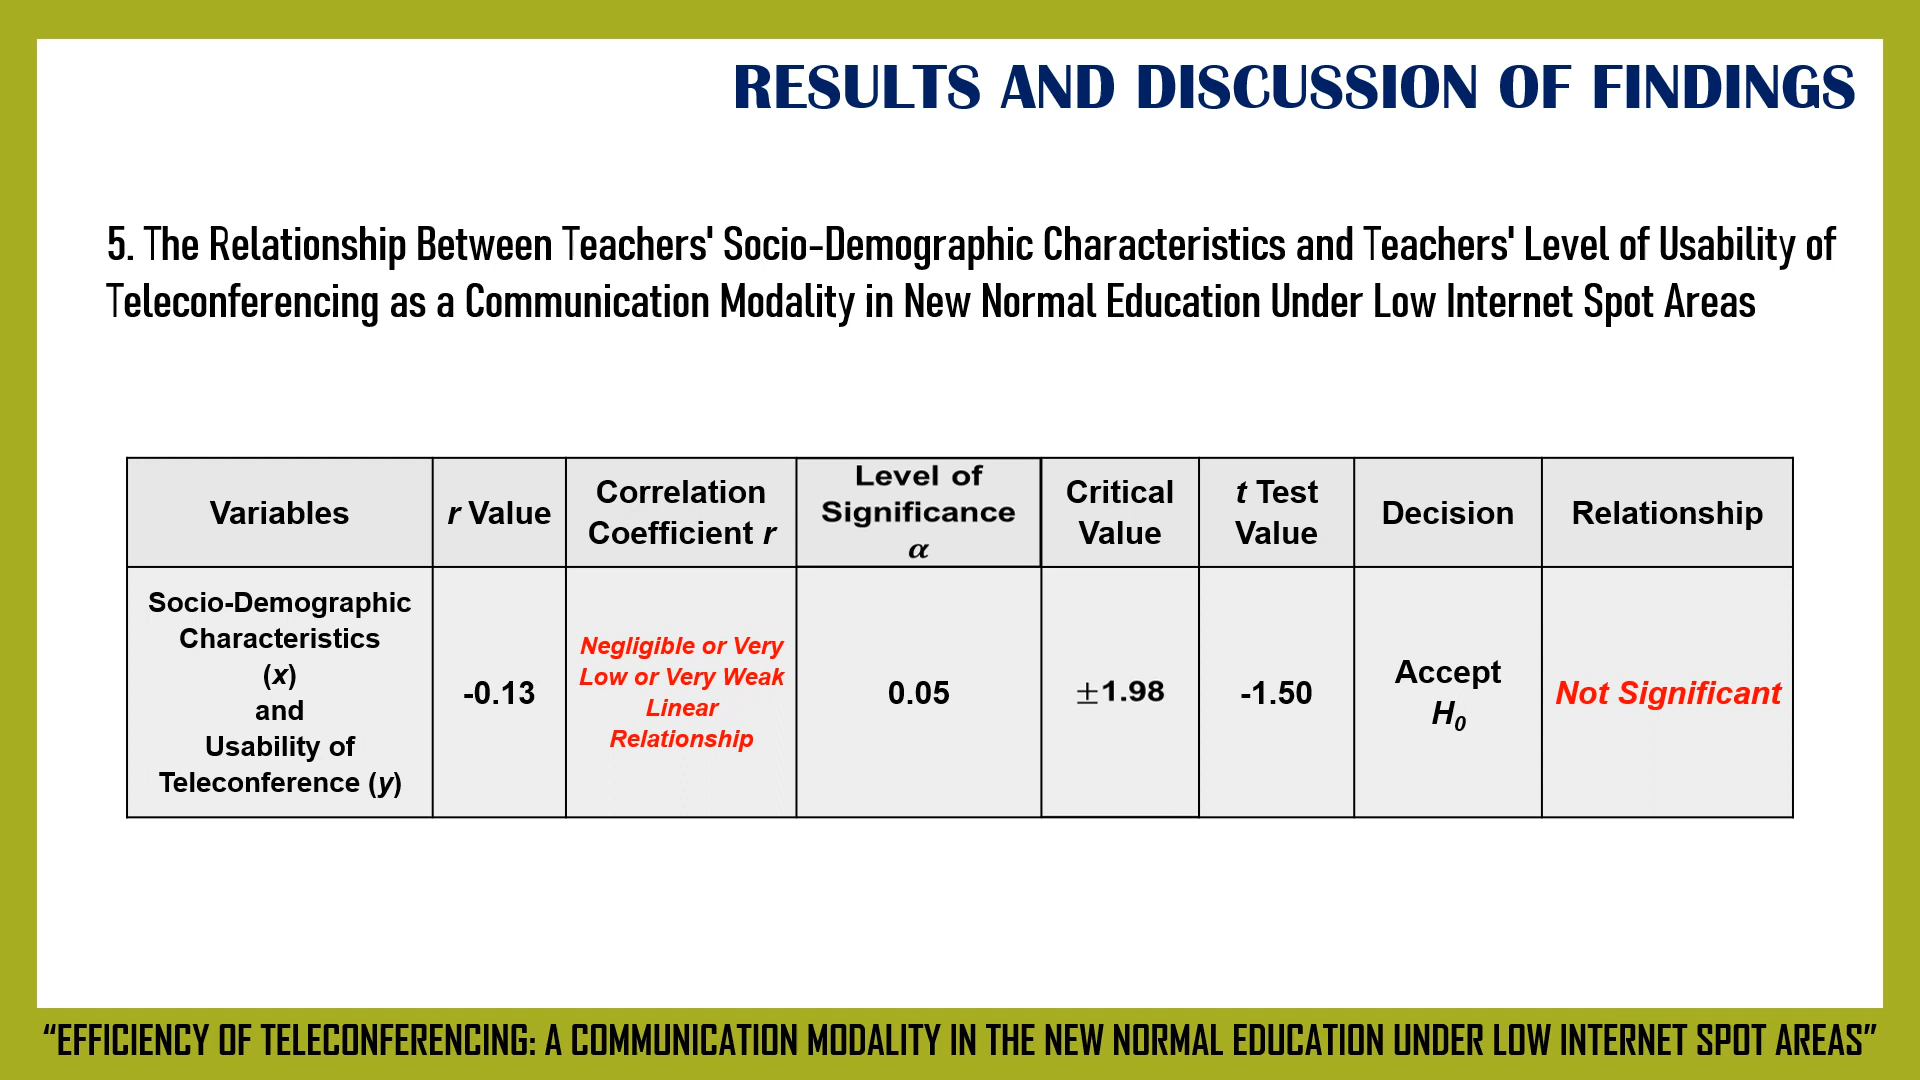 RESULTS AND DISCUSSION OF FINDINGS
5. The Relationship Between Teachers' Socio-Demographic Characteristics and Teachers' Level of Usability of
Teleconferencing as a Communication Modality in New Normal Education Under Low Internet Spot Areas
Variables
r Value
Correlation
Coefficient r
Level of
Significance
α
Critical
Value
t Test
Value
Decision
Relationship
Socio-Demographic
Characteristics
(x)
and
Usability of
Teleconference (y)
-0.13
Negligible or Very
Low or Very Weak
Linear
Relationship
0.05
±1.98
-1.50
Accept
H₀
Not Significant
“EFFICIENCY OF TELECONFERENCING: A COMMUNICATION MODALITY IN THE NEW NORMAL EDUCATION UNDER LOW INTERNET SPOT AREAS”